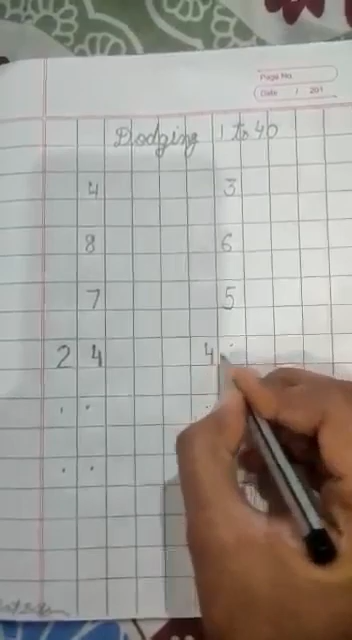 Page No.
Date / 201
Dodging 1 to 40
4 3
8 6
7 5
2 4 4